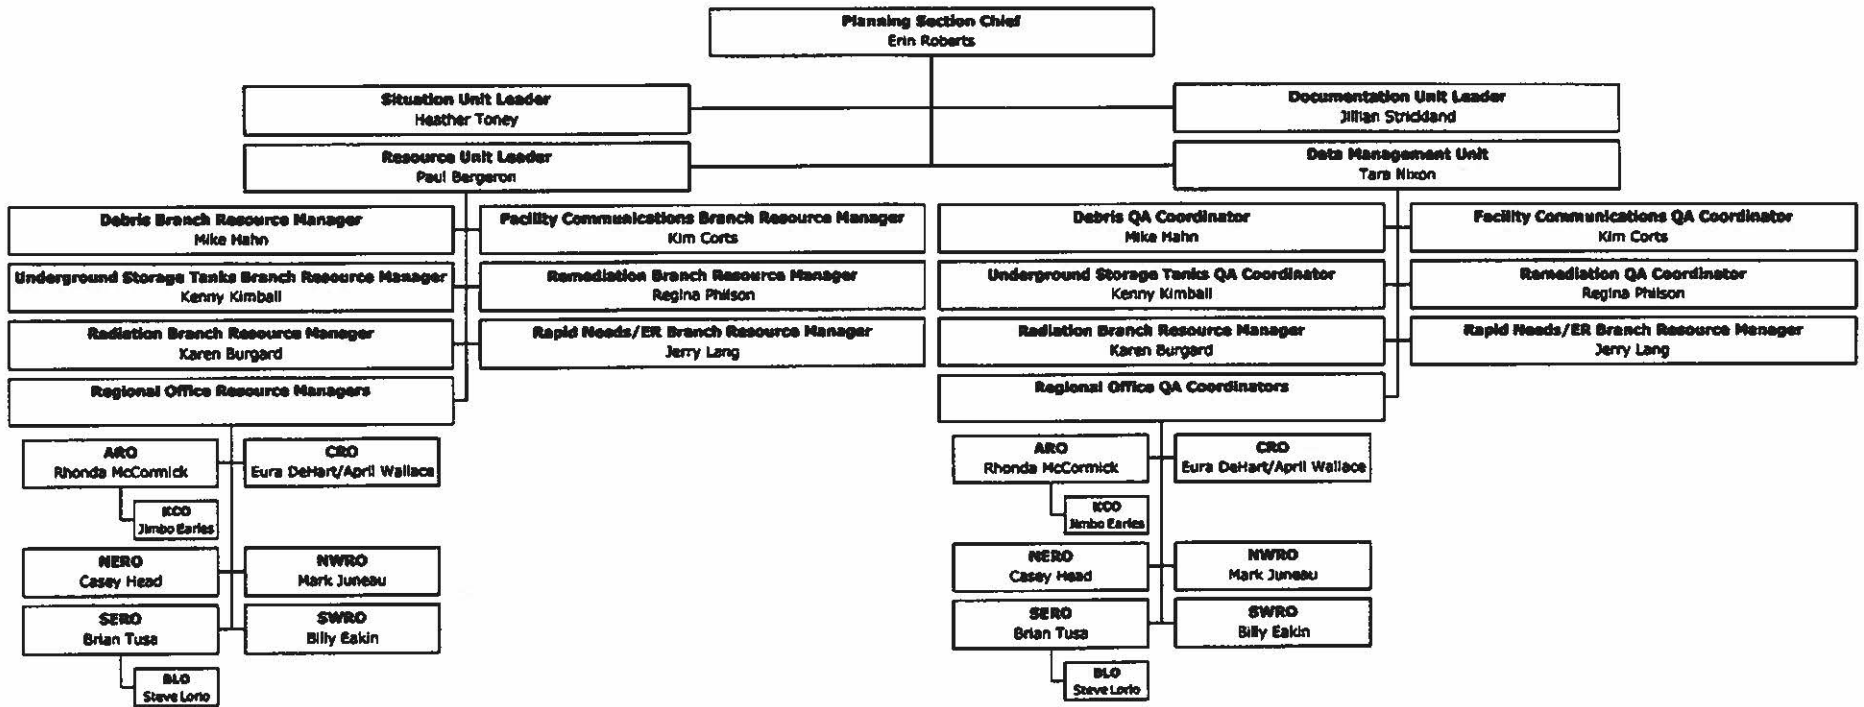 Planning Section Chief
Erin Roberts
Situation Unit Leader
Heather Toney
Documentation Unit Leader
Jillian Strickland
Resource Unit Leader
Paul Bergeron
Data Management Unit
Tara Nixon
Debris Branch Resource Manager
Mike Hahn
Facility Communications Branch Resource Manager
Kim Corts
Underground Storage Tanks Branch Resource Manager
Kenny Kimball
Remediation Branch Resource Manager
Regina Philson
Radiation Branch Resource Manager
Karen Burgard
Rapid Needs/ER Branch Resource Manager
Jerry Lang
Regional Office Resource Managers
ARO
Rhonda McCormick
CRO
Eura DeHart/April Wallace
KCO
Jimbo Earles
NERO
Casey Head
NWRO
Mark Juneau
SERO
Brian Tusa
SWRO
Billy Eakin
BLO
Steve Lorio
Debris QA Coordinator
Mike Hahn
Facility Communications QA Coordinator
Kim Corts
Underground Storage Tanks QA Coordinator
Kenny Kimball
Remediation QA Coordinator
Regina Philson
Radiation Branch Resource Manager
Karen Burgard
Rapid Needs/ER Branch Resource Manager
Jerry Lang
Regional Office QA Coordinators
ARO
Rhonda McCormick
CRO
Eura DeHart/April Wallace
KCO
Jimbo Earles
NERO
Casey Head
NWRO
Mark Juneau
SERO
Brian Tusa
SWRO
Billy Eakin
BLO
Steve Lorio